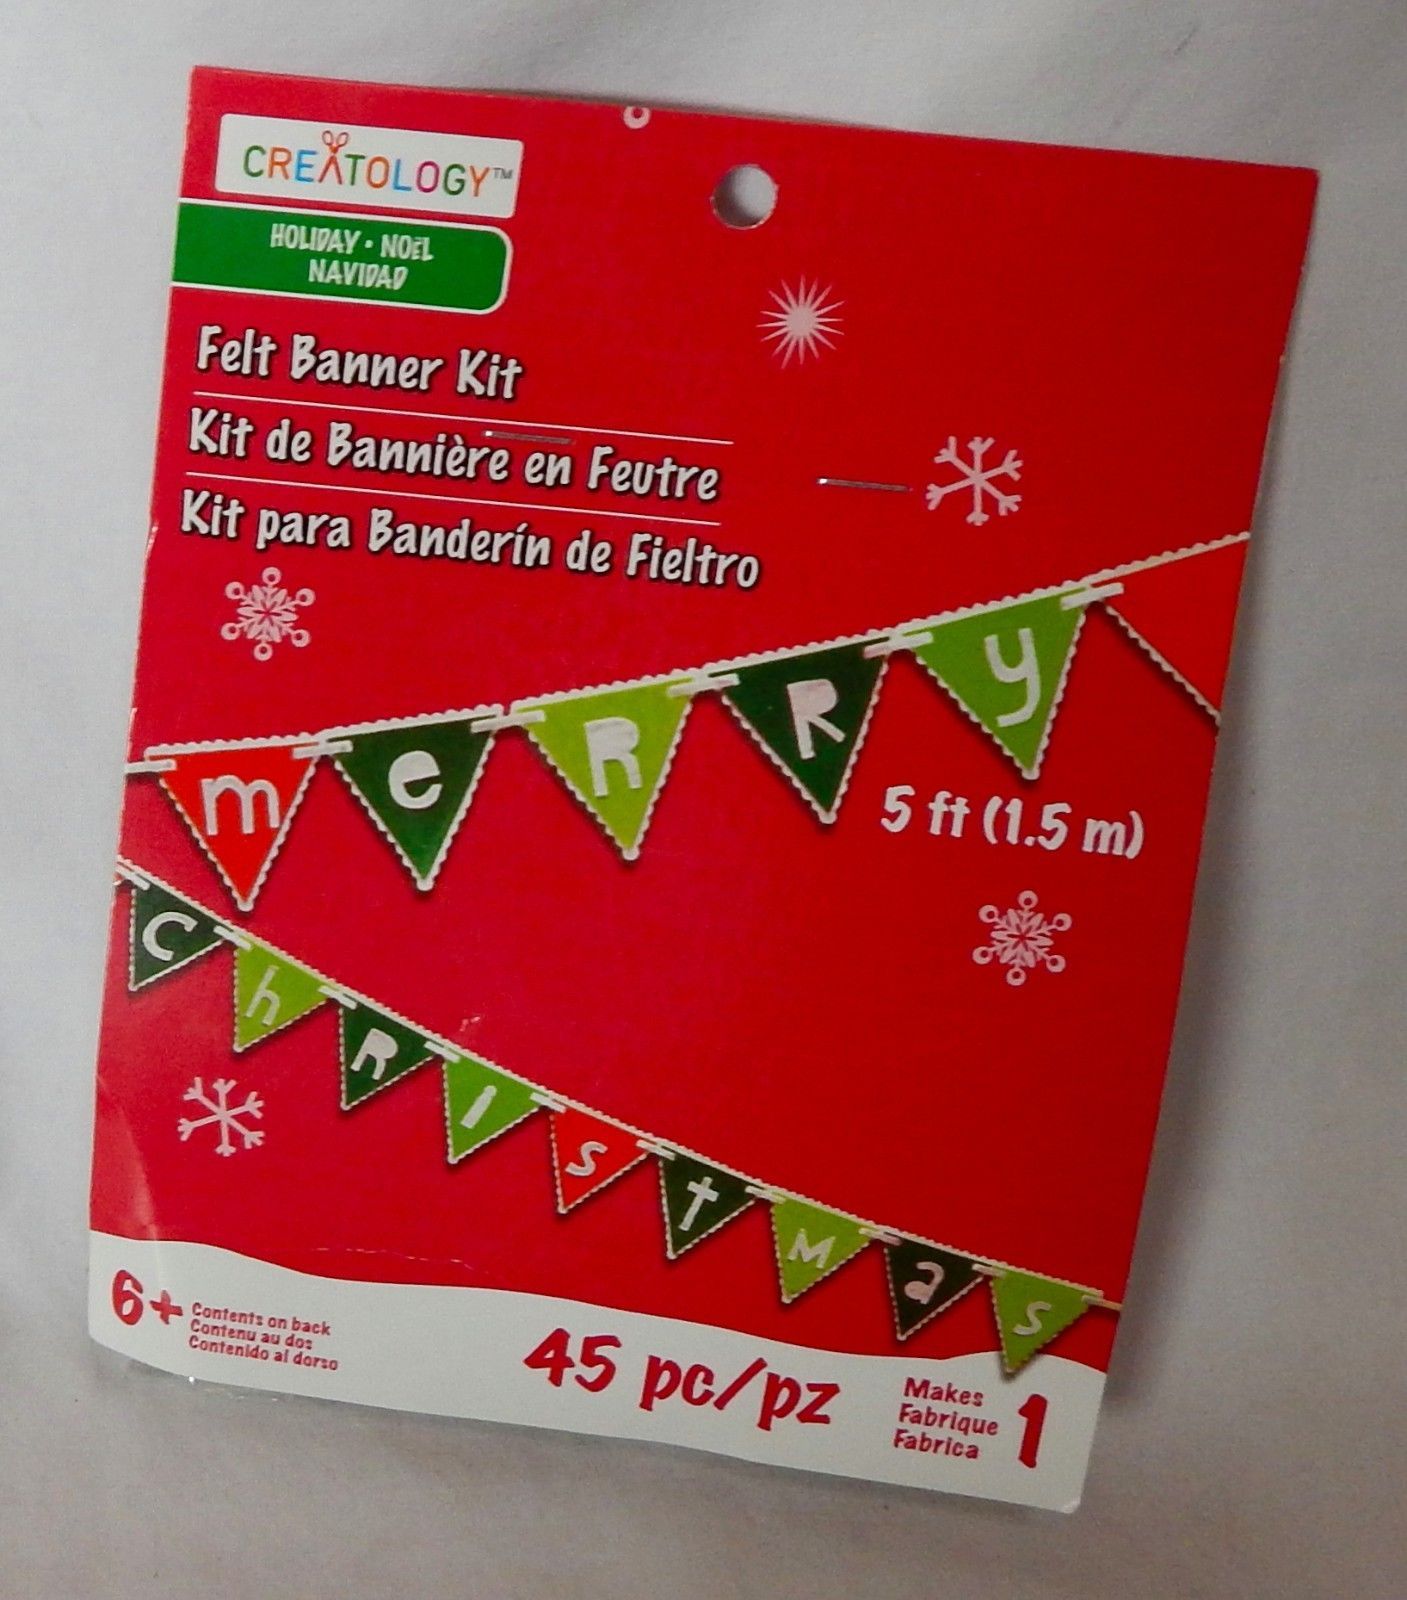 CREATOLOGY™
HOLIDAY • NOËL
NAVIDAD
Felt Banner Kit
Kit de Bannière en Feutre
Kit para Banderín de Fieltro
meRRy
5 ft (1.5 m)
chRistmas
6+
Contents on back
Contenu au dos
Contenido al dorso
45 pc/pz
Makes
Fabrique
Fabrica
1